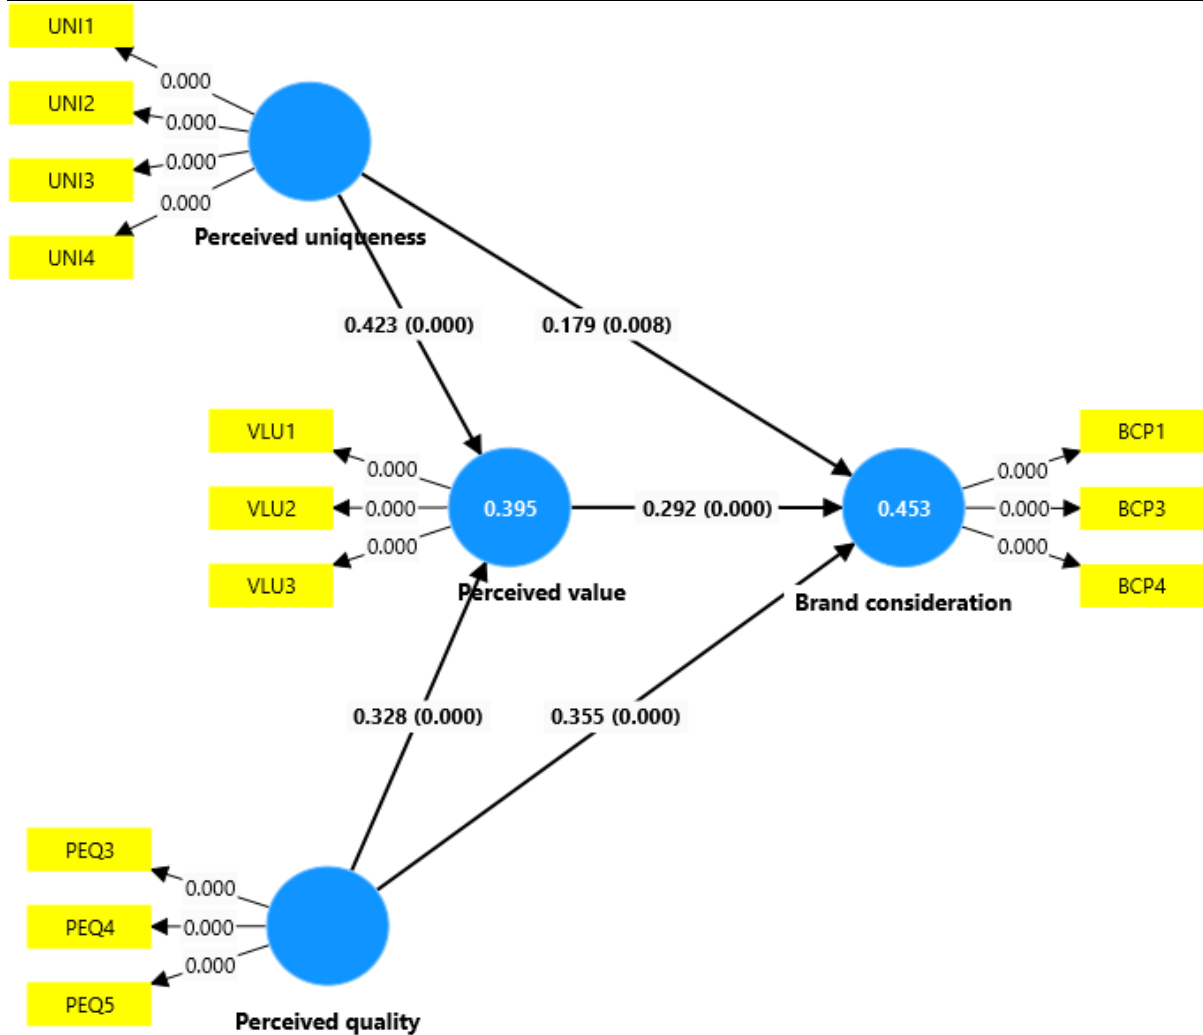 UNI1
0.000
UNI2
0.000
UNI3
0.000
0.000
UNI4
Perceived uniqueness
0.423 (0.000)
0.179 (0.008)
VLU1
0.000
VLU2
0.000
VLU3
0.000
0.395
Perceived value
0.292 (0.000)
0.453
Brand consideration
0.000
BCP1
0.000
BCP3
0.000
BCP4
0.328 (0.000)
0.355 (0.000)
PEQ3
0.000
PEQ4
0.000
0.000
PEQ5
Perceived quality